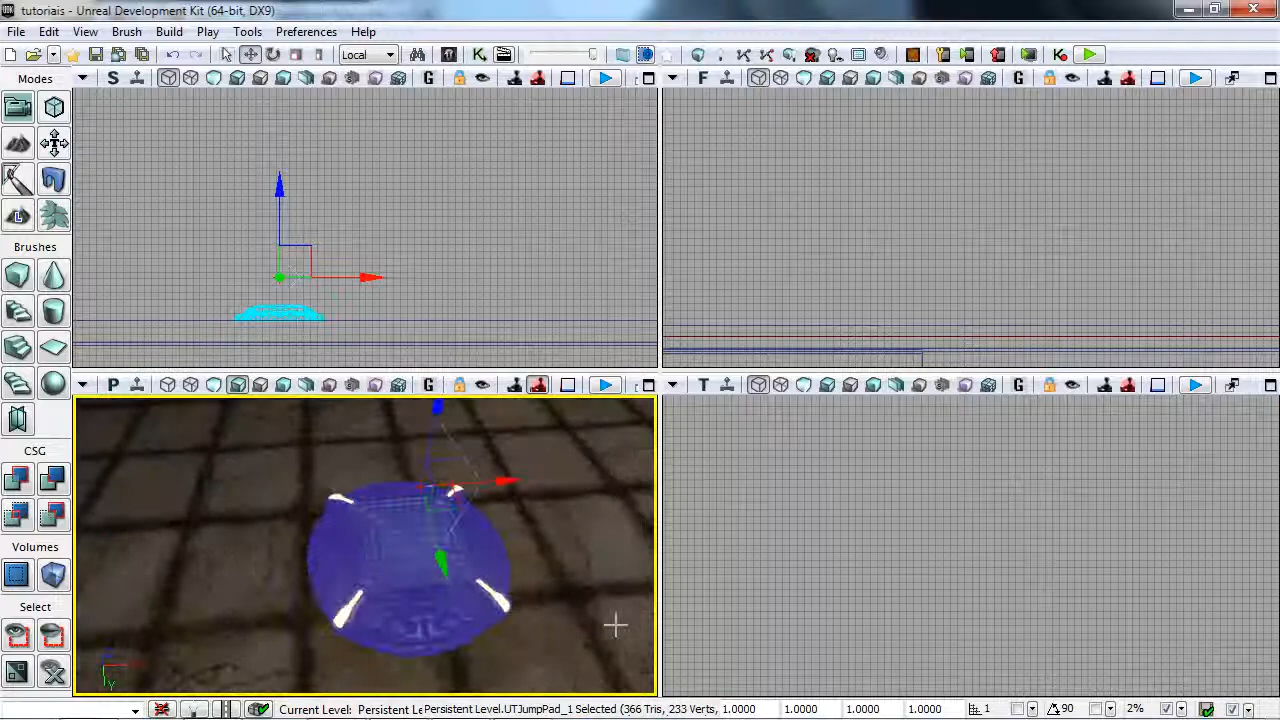 tutoriais - Unreal Development Kit (64-bit, DX9)
File Edit View Brush Build Play Tools Preferences Help
Local
Modes
S G
F G
Brushes
P G
T G
CSG
Volumes
Select
Y
Current Level: Persistent Le Persistent Level.UTJumpPad_1 Selected (366 Tris, 233 Verts, 1.0000 1.0000 1.0000 1.0000 1 90 2%